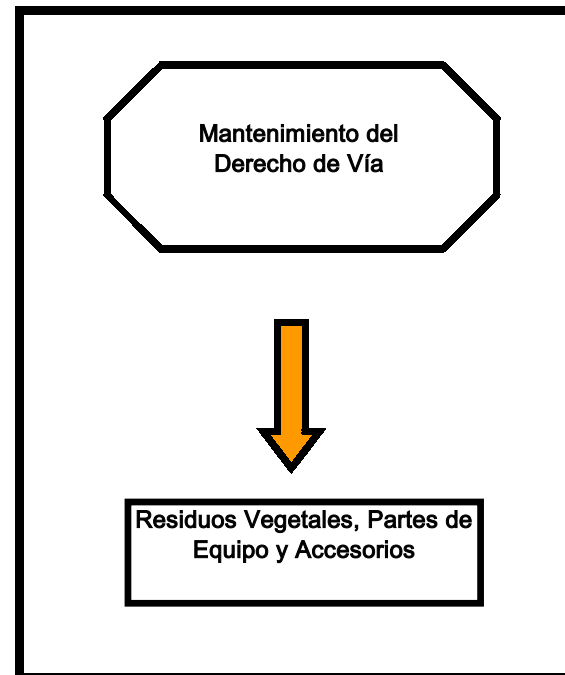 Mantenimiento del
Derecho de Vía
Residuos Vegetales, Partes de
Equipo y Accesorios